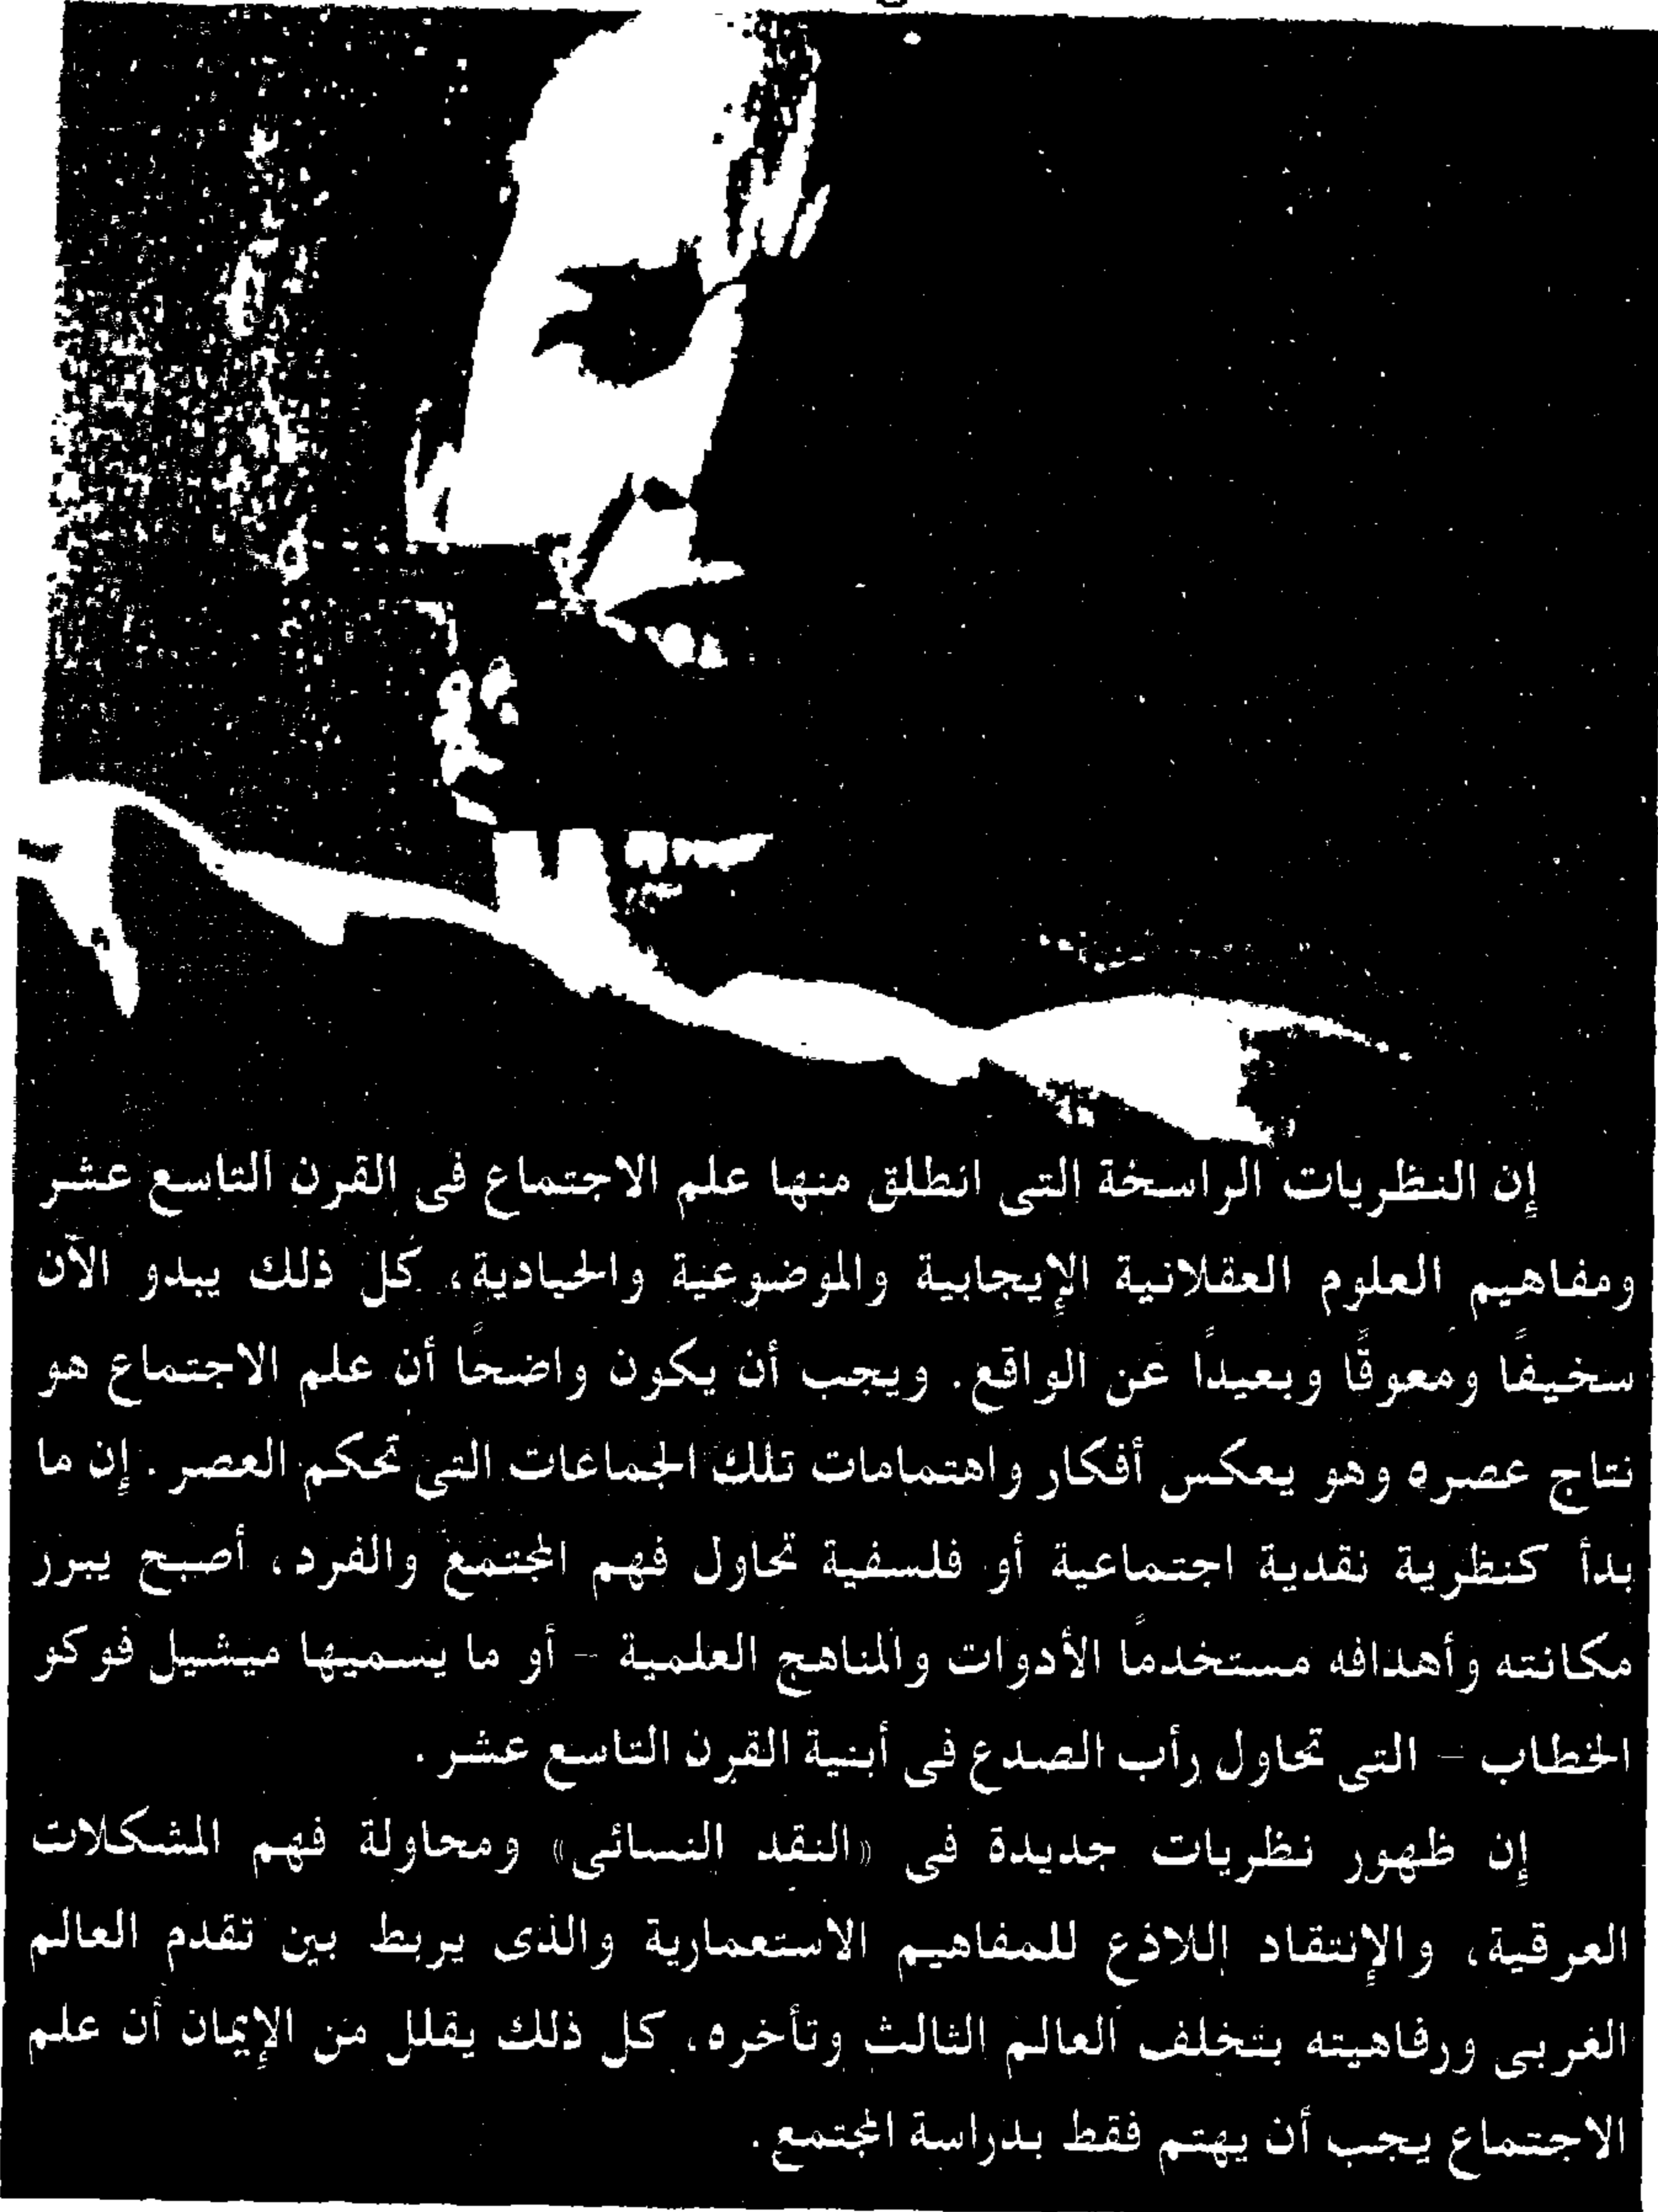 إن النظريات الراسخة التى انطلق منها علم الاجتماع فى القرن التاسع عشر
ومفاهيم العلوم العقلانية الإيجابية والموضوعية والحيادية، كل ذلك يبدو الآن
سخيفًا ومعوقًا وبعيدًا عن الواقع. ويجب أن يكون واضحًا أن علم الاجتماع هو
نتاج عصره وهو يعكس أفكار واهتمامات تلك الجماعات التى تحكم العصر. إن ما
بدأ كنظرية نقدية اجتماعية أو فلسفية تحاول فهم المجتمع والفرد، أصبح يبرر
مكانته وأهدافه مستخدمًا الأدوات والمناهج العلمية - أو ما يسميها ميشيل فوكو
الخطاب - التى تحاول رأب الصدع فى أبنية القرن التاسع عشر.
إن ظهور نظريات جديدة فى «النقد النسائى» ومحاولة فهم المشكلات
العرقية، والإنتقاد اللاذع للمفاهيم الاستعمارية والذى يربط بين تقدم العالم
الغربى ورفاهيته بتخلف العالم الثالث وتأخره، كل ذلك يقلل من الإيمان أن علم
الاجتماع يجب أن يهتم فقط بدراسة المجتمع.